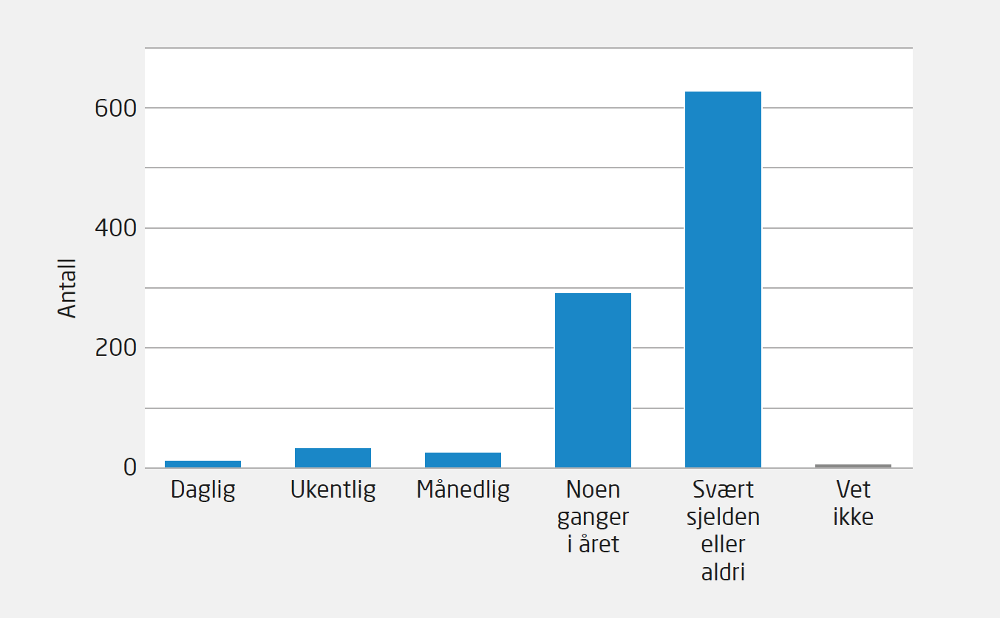 600
400
200
0
Antall
Daglig
Ukentlig
Månedlig
Noen
ganger
i året
Svært
sjelden
eller
aldri
Vet
ikke